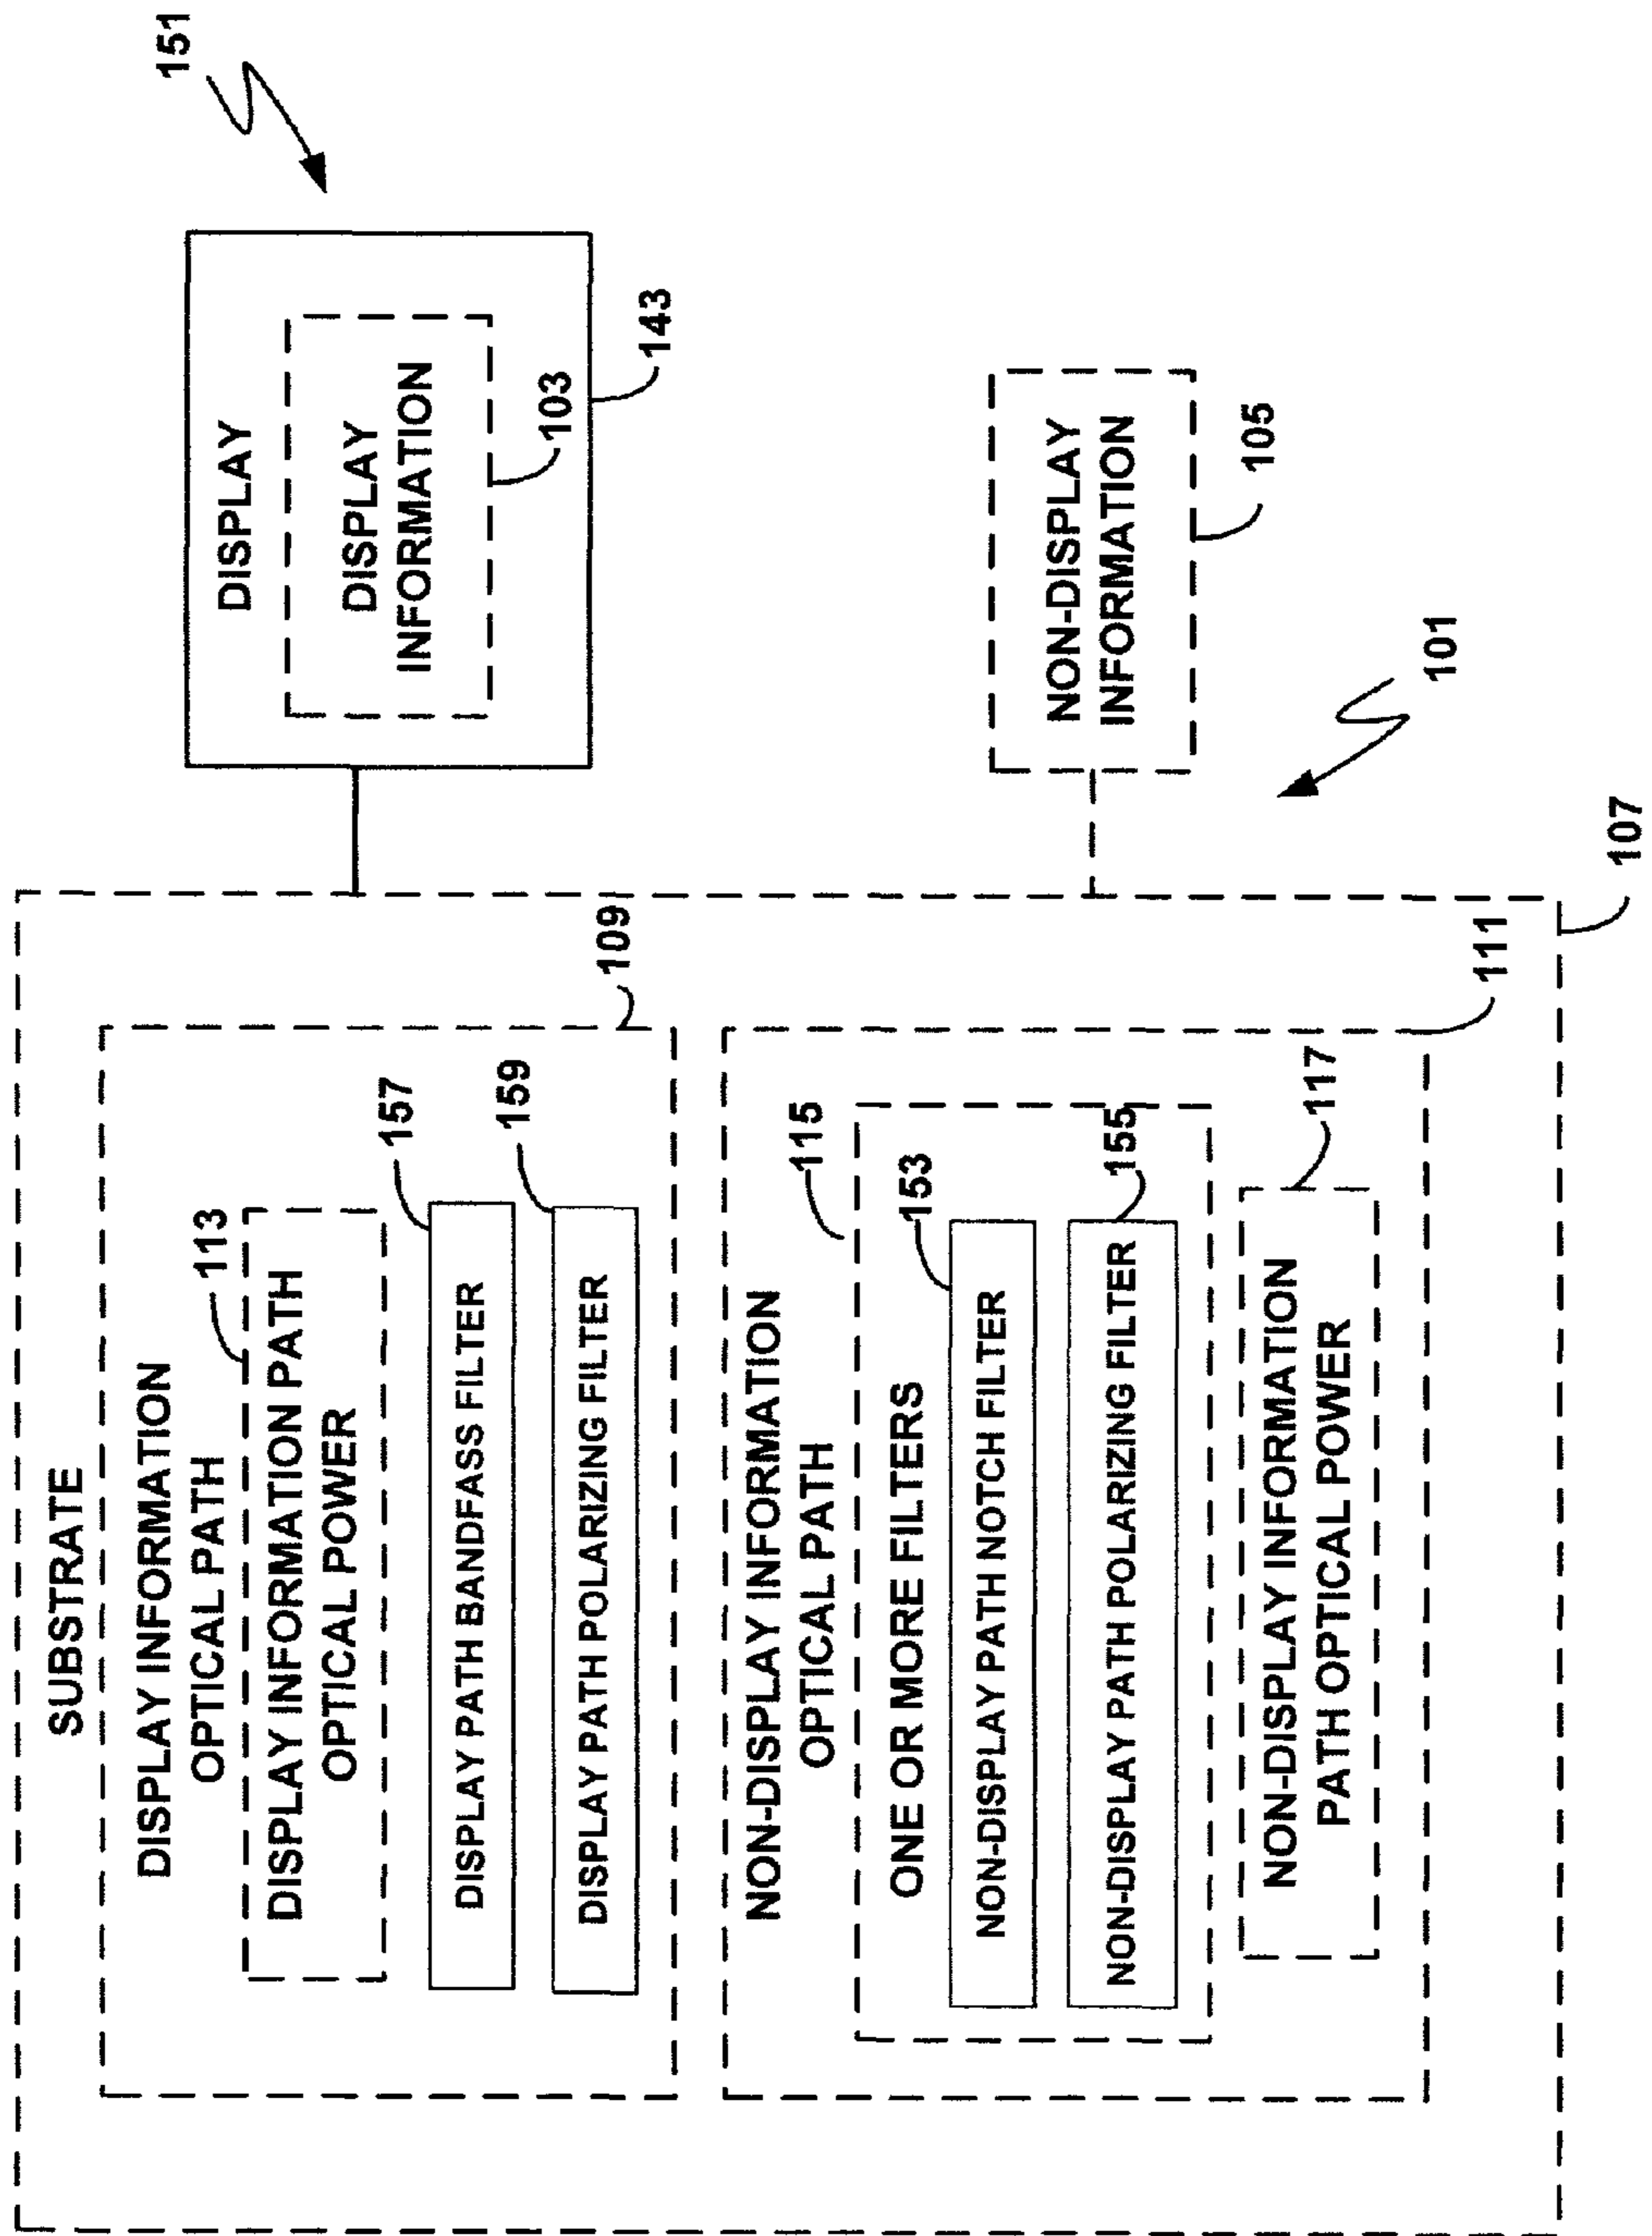 SUBSTRATE
DISPLAY INFORMATION
OPTICAL PATH
109
113
DISPLAY INFORMATION PATH
OPTICAL POWER
157
DISPLAY PATH BANDFASS FILTER
159
DISPLAY PATH POLARIZING FILTER
NON-DISPLAY INFORMATION
OPTICAL PATH
111
115
ONE OR MORE FILTERS
153
NON-DISPLAY PATH NOTCH FILTER
155
NON-DISPLAY PATH POLARIZING FILTER
117
NON-DISPLAY INFORMATION
PATH OPTICAL POWER
107
151
DISPLAY
DISPLAY
INFORMATION
103
143
NON-DISPLAY
INFORMATION
105
101